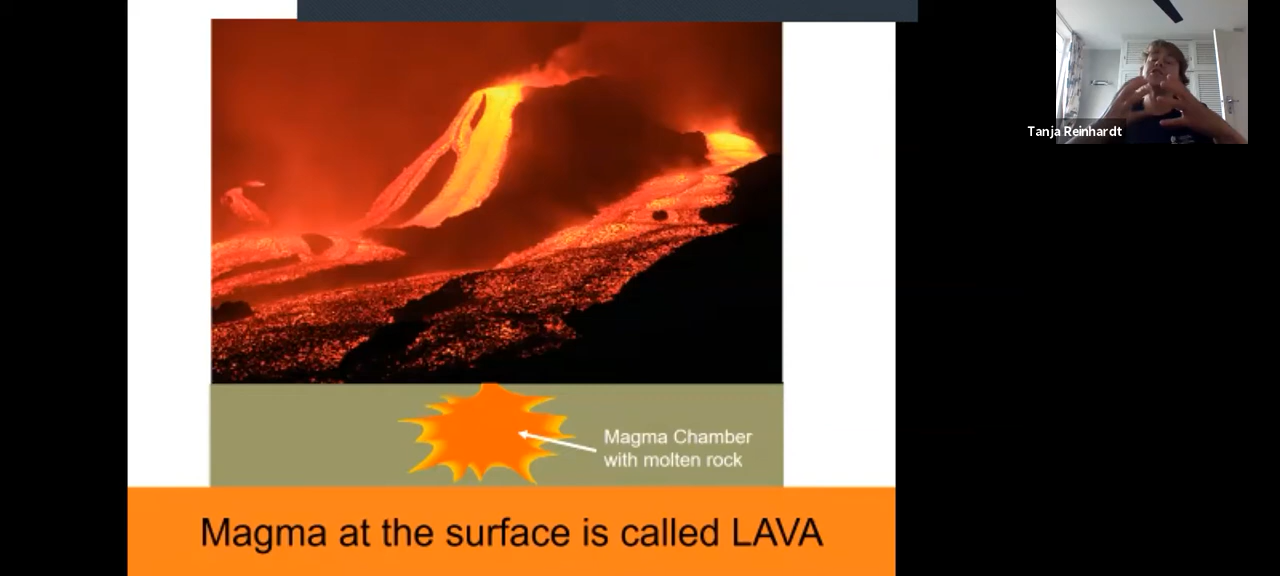 Tanja Reinhardt
Magma Chamber
with molten rock
Magma at the surface is called LAVA